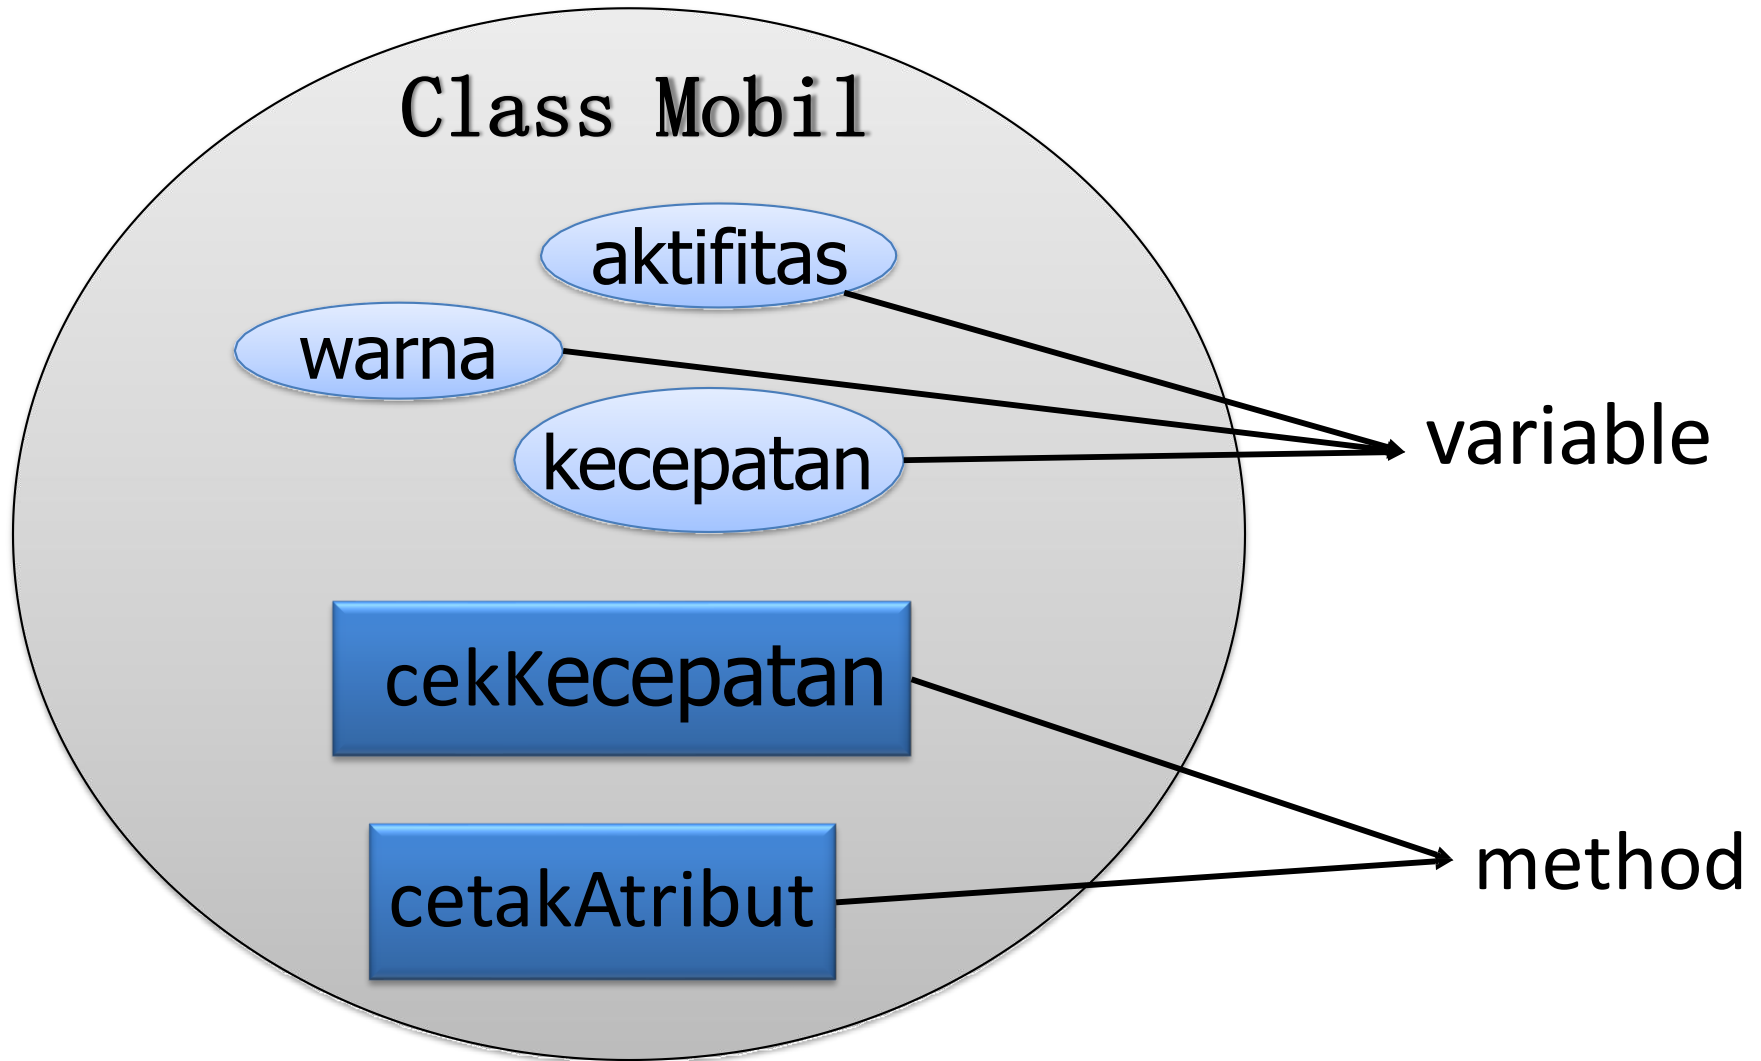 Class Mobil
aktifitas
warna
kecepatan
variable
cekKecepatan
method
cetakAtribut